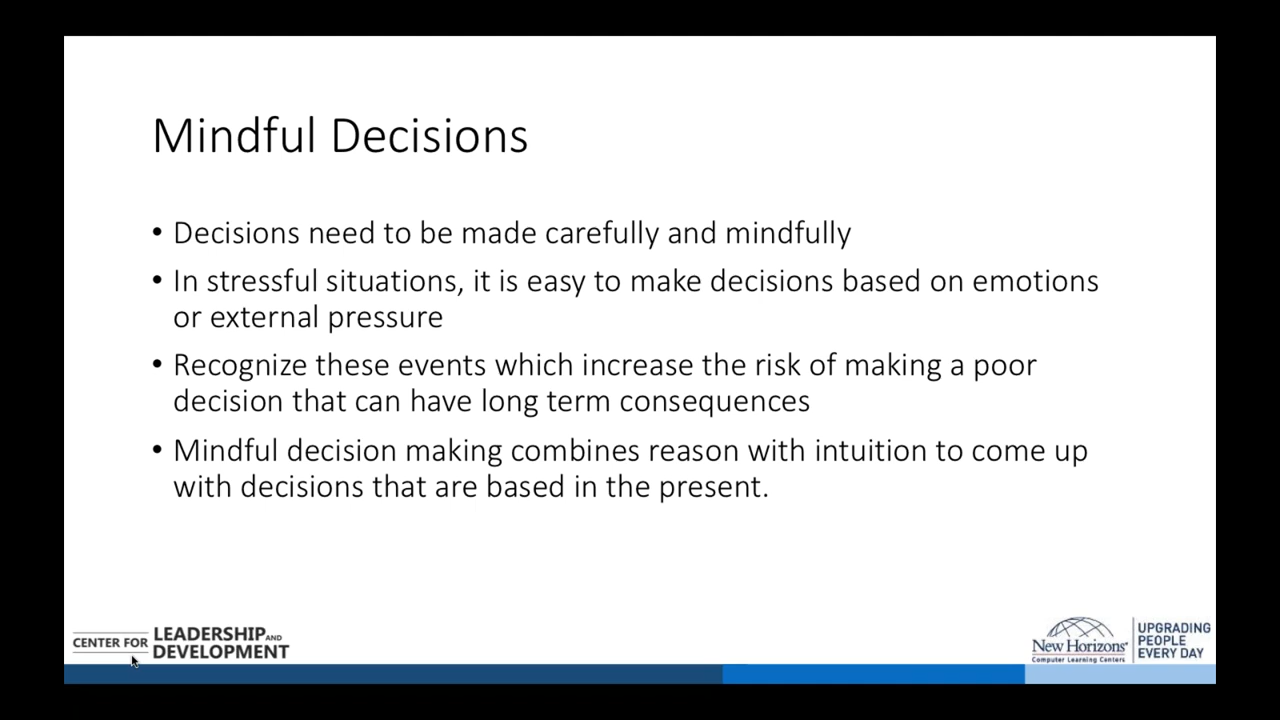 Mindful Decisions
• Decisions need to be made carefully and mindfully
• In stressful situations, it is easy to make decisions based on emotions
or external pressure
• Recognize these events which increase the risk of making a poor
decision that can have long term consequences
• Mindful decision making combines reason with intuition to come up
with decisions that are based in the present.
CENTER FOR LEADERSHIP AND
DEVELOPMENT
New Horizons®
Computer Learning Centers
UPGRADING
PEOPLE
EVERY DAY